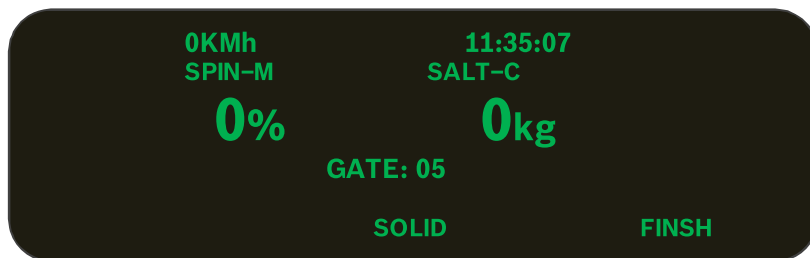 0KMh 11:35:07
SPIN-M SALT-C
0% 0kg
GATE: 05
SOLID FINSH